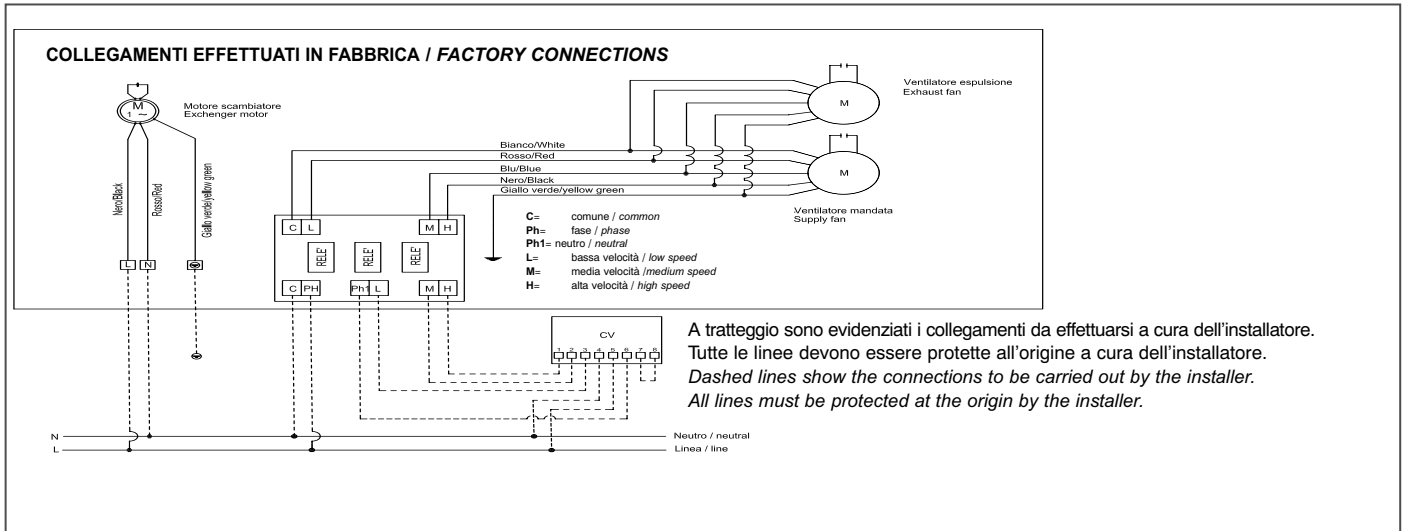 COLLEGAMENTI EFFETTUATI IN FABBRICA / FACTORY CONNECTIONS
M
1 ~
Motore scambiatore
Exchenger motor
Ventilatore espulsione
Exhaust fan
M
Bianco/White
Rosso/Red
Blu/Blue
Nero/Black
Giallo verde/yellow green
M
Ventilatore mandata
Supply fan
Nero/Black
Rosso/Red
Giallo verde/yellow green
L N
C L M H
RELE' RELE' RELE'
C PH Ph1 L M H
C= comune / common
Ph= fase / phase
Ph1= neutro / neutral
L= bassa velocità / low speed
M= media velocità /medium speed
H= alta velocità / high speed
CV
1 2 3 4 5 6 7 8
A tratteggio sono evidenziati i collegamenti da effettuarsi a cura dell'installatore.
Tutte le linee devono essere protette all'origine a cura dell'installatore.
Dashed lines show the connections to be carried out by the installer.
All lines must be protected at the origin by the installer.
N Neutro / neutral
L Linea / line